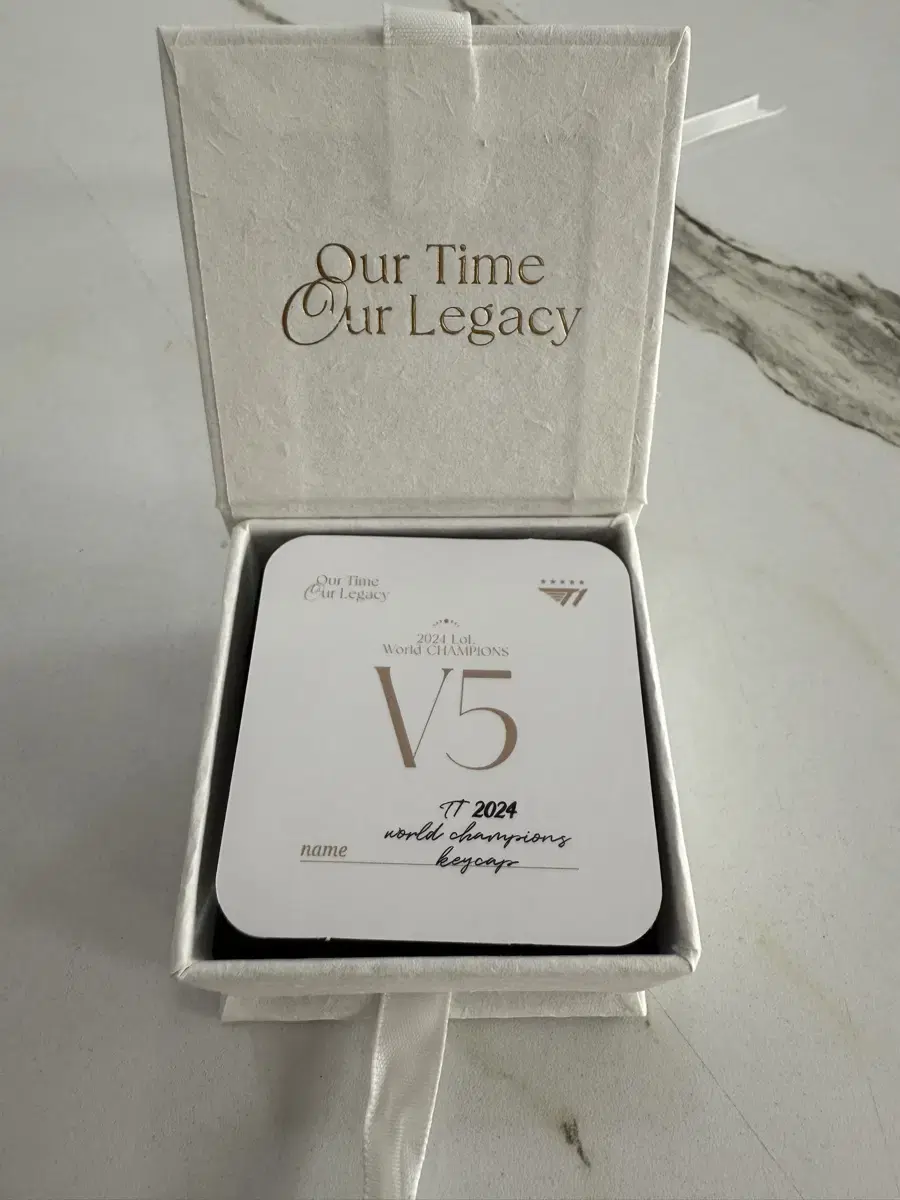 Our Time
Our Legacy
Our Time
Our Legacy
T1
2024 LoL
World CHAMPIONS
V5
T1 2024
world champions
name keycap